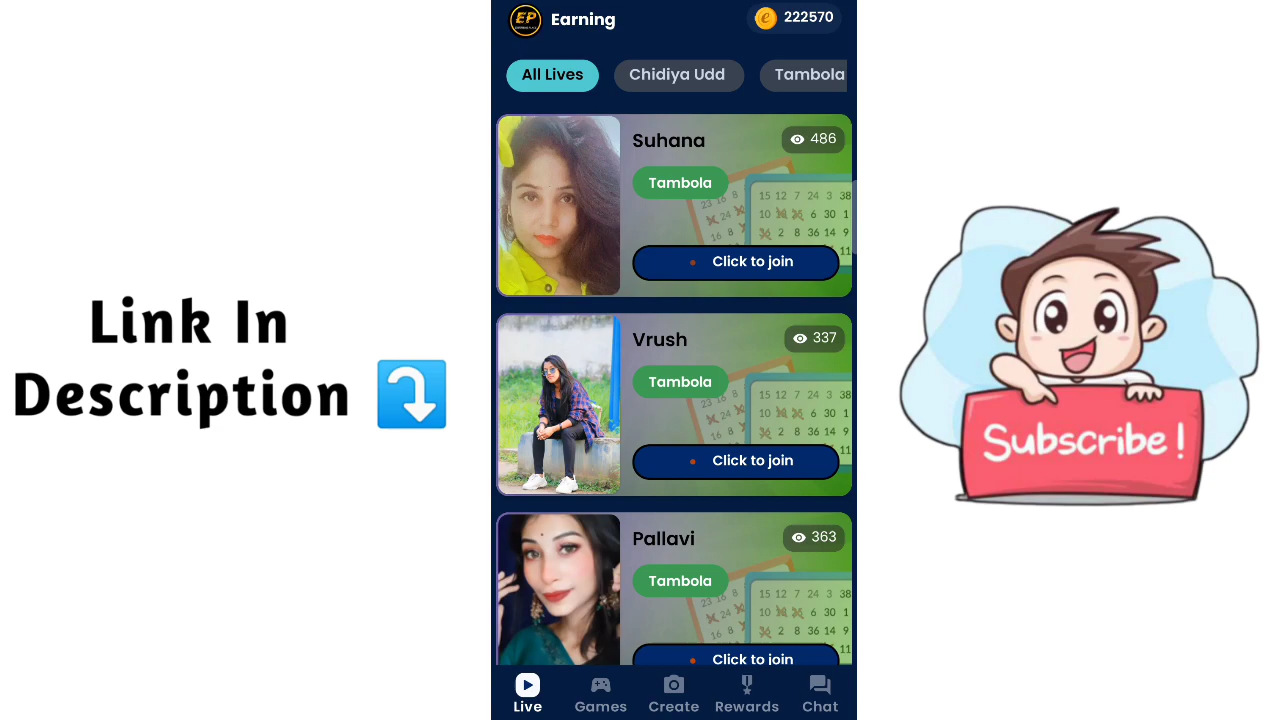 Link In
Description
EP
Earning
222570
All Lives
Chidiya Udd
Tambola
Suhana
486
Tambola
Click to join
Vrush
337
Tambola
Click to join
Pallavi
363
Tambola
Click to join
Live
Games
Create
Rewards
Chat
Subscribe!